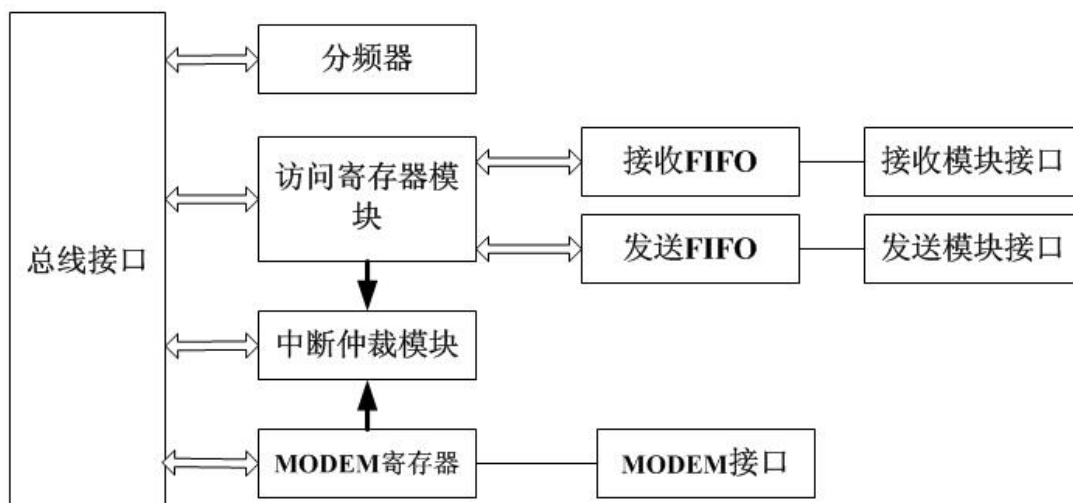 分频器
访问寄存器模
块
接收FIFO
接收模块接口
发送FIFO
发送模块接口
总线接口
中断仲裁模块
MODEM寄存器
MODEM接口